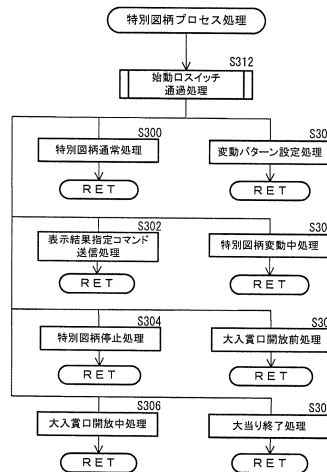 特別図柄プロセス処理
S312
始動口スイッチ
通過処理
S300
特別図柄通常処理
RET
S30
変動パターン設定処理
RET
S302
表示結果指定コマンド
送信処理
RET
S30
特別図柄変動中処理
RET
S304
特別図柄停止処理
RET
S30
大入賞口開放前処理
RET
S306
大入賞口開放中処理
RET
S30
大当り終了処理
RET